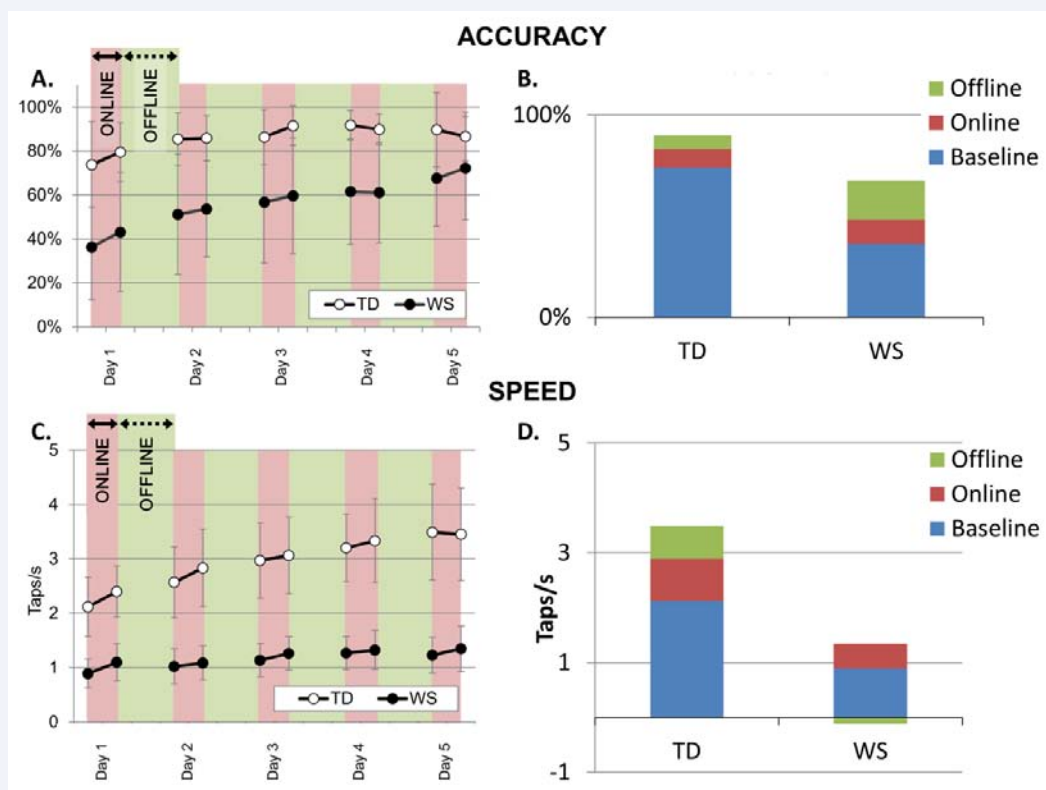 ACCURACY
A.
ONLINE
OFFLINE
100%
80%
60%
40%
20%
0%
TD
WS
Day 1
Day 2
Day 3
Day 4
Day 5
B.
Offline
Online
Baseline
100%
0%
TD
WS
SPEED
C.
ONLINE
OFFLINE
Taps/s
5
4
3
2
1
0
TD
WS
Day 1
Day 2
Day 3
Day 4
Day 5
D.
Offline
Online
Baseline
Taps/s
5
3
1
-1
TD
WS